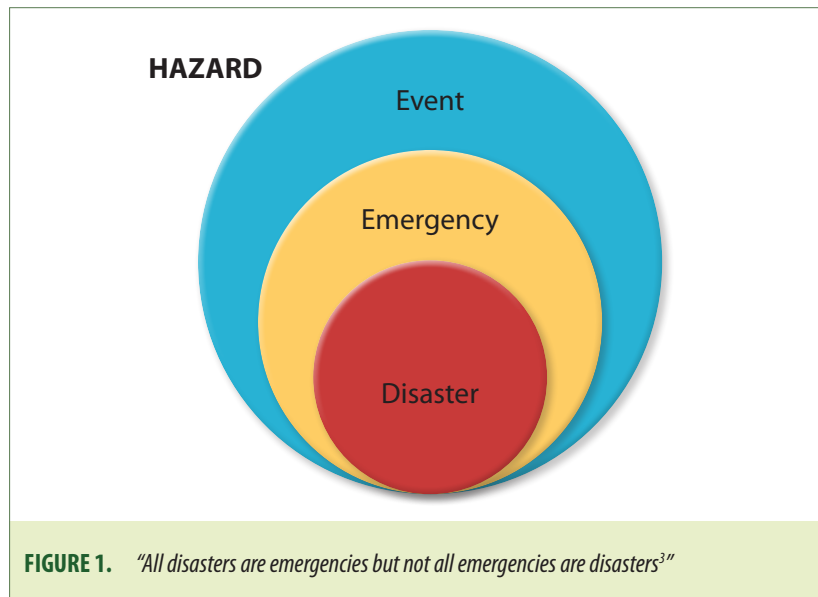 HAZARD
Event
Emergency
Disaster
FIGURE 1. "All disasters are emergencies but not all emergencies are disasters³"